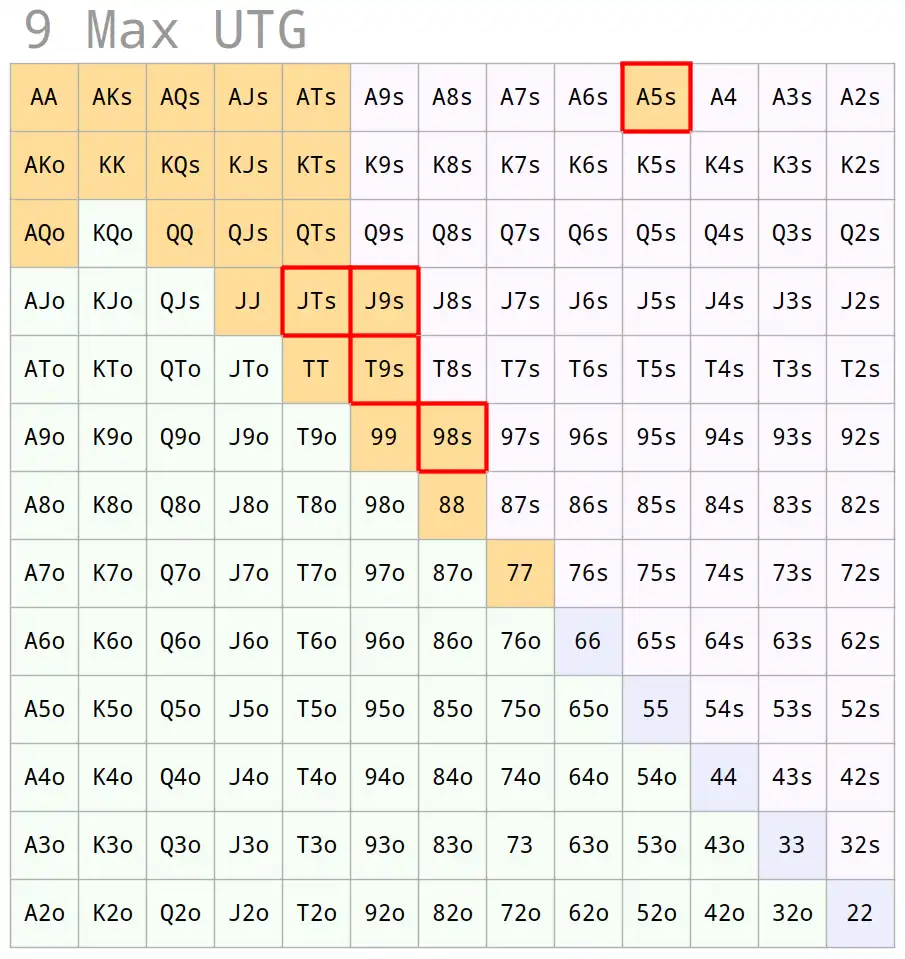 9 Max UTG
AA AKs AQs AJs ATs A9s A8s A7s A6s A5s A4 A3s A2s
AKo KK KQs KJs KTs K9s K8s K7s K6s K5s K4s K3s K2s
AQo KQo QQ QJs QTs Q9s Q8s Q7s Q6s Q5s Q4s Q3s Q2s
AJo KJo QJs JJ JTs J9s J8s J7s J6s J5s J4s J3s J2s
ATo KTo QTo JTo TT T9s T8s T7s T6s T5s T4s T3s T2s
A9o K9o Q9o J9o T9o 99 98s 97s 96s 95s 94s 93s 92s
A8o K8o Q8o J8o T8o 98o 88 87s 86s 85s 84s 83s 82s
A7o K7o Q7o J7o T7o 97o 87o 77 76s 75s 74s 73s 72s
A6o K6o Q6o J6o T6o 96o 86o 76o 66 65s 64s 63s 62s
A5o K5o Q5o J5o T5o 95o 85o 75o 65o 55 54s 53s 52s
A4o K4o Q4o J4o T4o 94o 84o 74o 64o 54o 44 43s 42s
A3o K3o Q3o J3o T3o 93o 83o 73 63o 53o 43o 33 32s
A2o K2o Q2o J2o T2o 92o 82o 72o 62o 52o 42o 32o 22